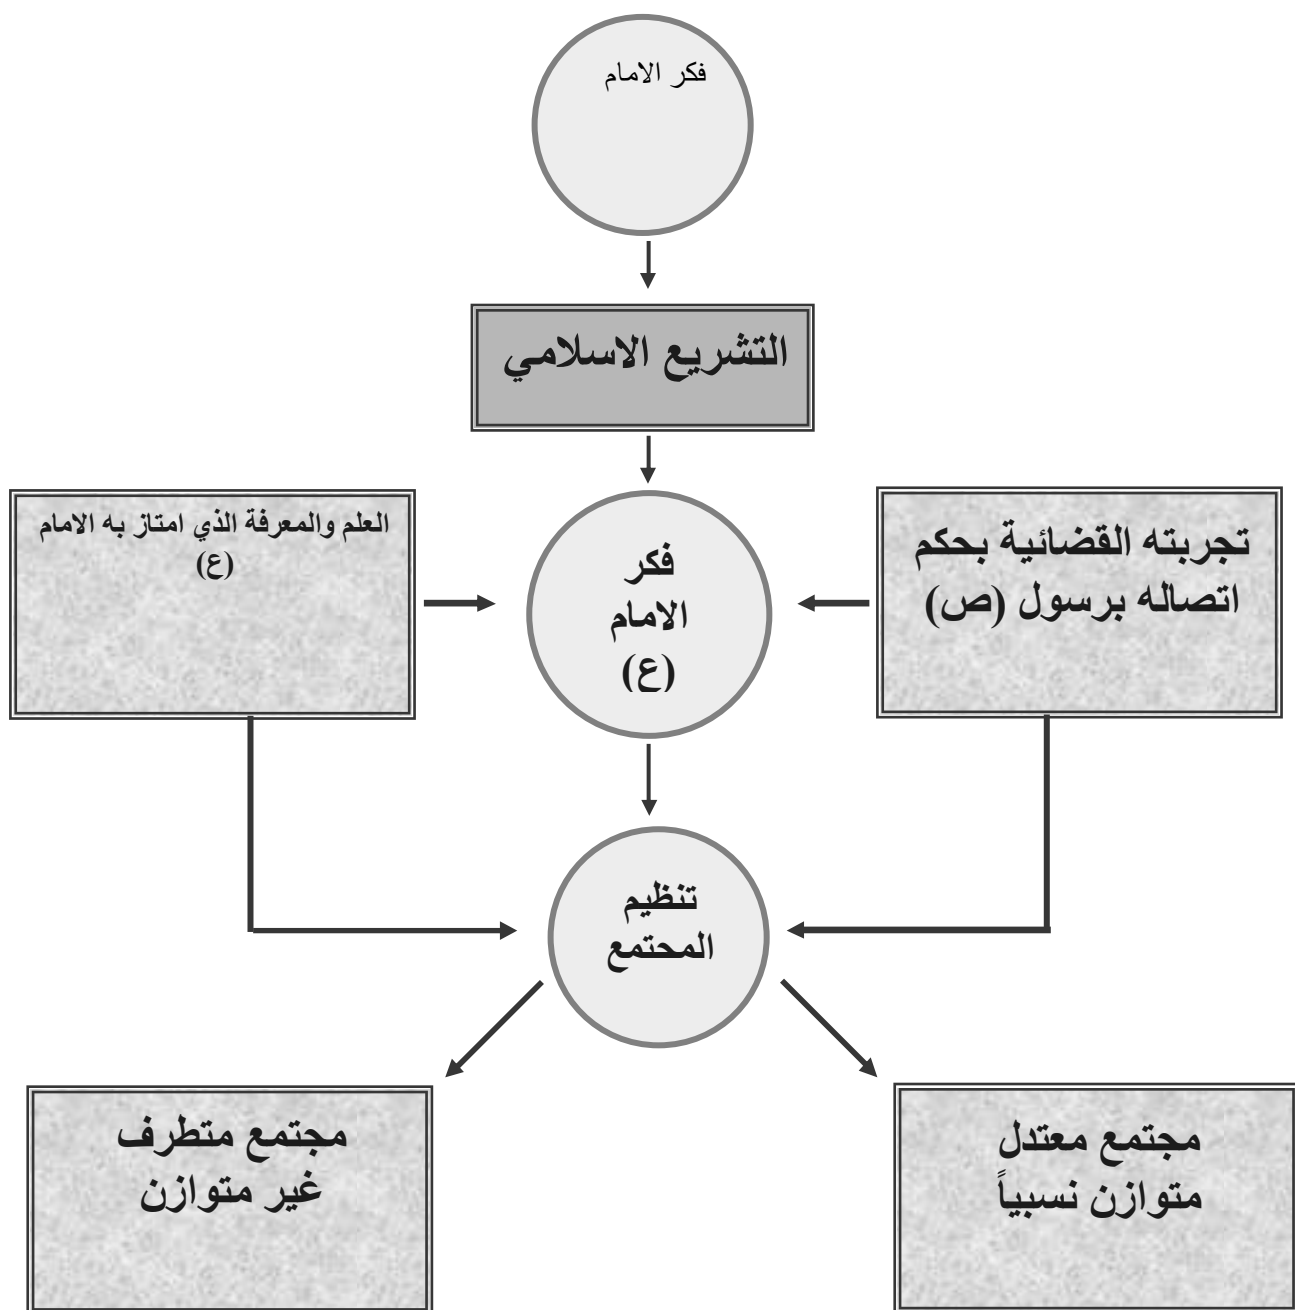 فكر الامام
التشريع الاسلامي
تجربته القضائية بحكم
اتصاله برسول (ص)
فكر
الامام
(ع)
العلم والمعرفة الذي امتاز به الامام
(ع)
تنظيم
المحتمع
مجتمع معتدل
متوازن نسبياً
مجتمع متطرف
غير متوازن